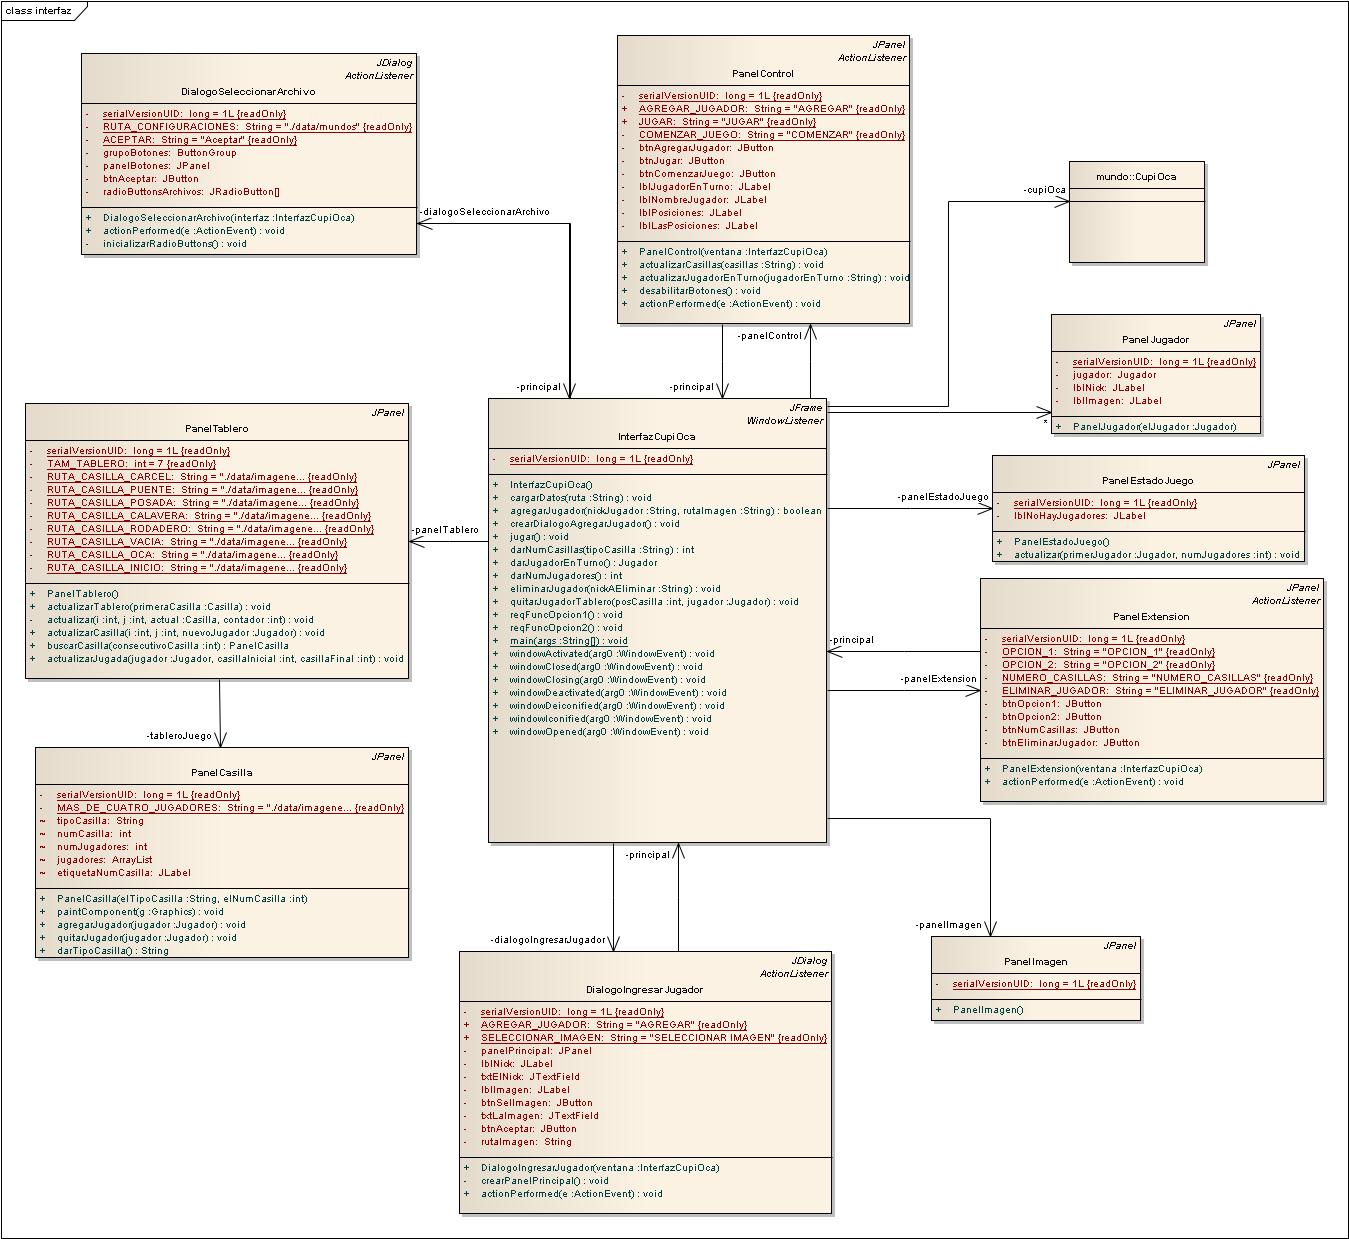 class interfaz
JDialog
ActionListener
DialogoSeleccionarArchivo
- serialVersionUID: long = 1L {readOnly}
- RUTA_CONFIGURACIONES: String = "./data/mundos" {readOnly}
- ACEPTAR: String = "Aceptar" {readOnly}
- grupoBotones: ButtonGroup
- panelBotones: JPanel
- btnAceptar: JButton
- radioButtonsArchivos: JRadioButton[]
+ DialogoSeleccionarArchivo(interfaz :InterfazCupiOca)
+ actionPerformed(e :ActionEvent) : void
- inicializarRadioButtons() : void
-dialogoSeleccionarArchivo
JPanel
ActionListener
PanelControl
- serialVersionUID: long = 1L {readOnly}
+ AGREGAR_JUGADOR: String = "AGREGAR" {readOnly}
+ JUGAR: String = "JUGAR" {readOnly}
- COMENZAR_JUEGO: String = "COMENZAR" {readOnly}
- btnAgregarJugador: JButton
- btnJugar: JButton
- btnComenzarJuego: JButton
- lblJugadorEnTurno: JLabel
- lblNombreJugador: JLabel
- lblPosiciones: JLabel
- lblLasPosiciones: JLabel
+ PanelControl(ventana :InterfazCupiOca)
+ actualizarCasillas(casillas :String) : void
+ actualizarJugadorEnTurno(jugadorEnTurno :String) : void
+ desabilitarBotones() : void
+ actionPerformed(e :ActionEvent) : void
-panelControl
-principal
-principal
mundo::CupiOca
-cupiOca
JPanel
PanelJugador
- serialVersionUID: long = 1L {readOnly}
- jugador: Jugador
- lblNick: JLabel
- lblImagen: JLabel
+ PanelJugador(elJugador :Jugador)
*
JPanel
PanelTablero
- serialVersionUID: long = 1L {readOnly}
- TAM_TABLERO: int = 7 {readOnly}
- RUTA_CASILLA_CARCEL: String = "./data/imagene... {readOnly}
- RUTA_CASILLA_PUENTE: String = "./data/imagene... {readOnly}
- RUTA_CASILLA_POSADA: String = "./data/imagene... {readOnly}
- RUTA_CASILLA_CALAVERA: String = "./data/imagene... {readOnly}
- RUTA_CASILLA_RODADERO: String = "./data/imagene... {readOnly}
- RUTA_CASILLA_VACIA: String = "./data/imagene... {readOnly}
- RUTA_CASILLA_OCA: String = "./data/imagene... {readOnly}
- RUTA_CASILLA_INICIO: String = "./data/imagene... {readOnly}
+ PanelTablero()
+ actualizarTablero(primeraCasilla :Casilla) : void
- actualizar(i :int, j :int, actual :Casilla, contador :int) : void
+ actualizarCasilla(i :int, j :int, nuevoJugador :Jugador) : void
+ buscarCasilla(consecutivoCasilla :int) : PanelCasilla
+ actualizarJugada(jugador :Jugador, casillaInicial :int, casillaFinal :int) : void
-panelTablero
JFrame
WindowListener
InterfazCupiOca
- serialVersionUID: long = 1L {readOnly}
+ InterfazCupiOca()
+ cargarDatos(ruta :String) : void
+ agregarJugador(nickJugador :String, rutaImagen :String) : boolean
+ crearDialogoAgregarJugador() : void
+ jugar() : void
+ darNumCasillas(tipoCasilla :String) : int
+ darJugadorEnTurno() : Jugador
+ darNumJugadores() : int
+ eliminarJugador(nickAEliminar :String) : void
+ quitarJugadorTablero(posCasilla :int, jugador :Jugador) : void
+ reqFuncOpcion1() : void
+ reqFuncOpcion2() : void
+ main(args :String[]) : void
+ windowActivated(arg0 :WindowEvent) : void
+ windowClosed(arg0 :WindowEvent) : void
+ windowClosing(arg0 :WindowEvent) : void
+ windowDeactivated(arg0 :WindowEvent) : void
+ windowDeiconified(arg0 :WindowEvent) : void
+ windowIconified(arg0 :WindowEvent) : void
+ windowOpened(arg0 :WindowEvent) : void
-panelEstadoJuego
JPanel
PanelEstadoJuego
- serialVersionUID: long = 1L {readOnly}
- lblNoHayJugadores: JLabel
+ PanelEstadoJuego()
+ actualizar(primerJugador :Jugador, numJugadores :int) : void
-principal
-panelExtension
JPanel
ActionListener
PanelExtension
- serialVersionUID: long = 1L {readOnly}
- OPCION_1: String = "OPCION_1" {readOnly}
- OPCION_2: String = "OPCION_2" {readOnly}
- NUMERO_CASILLAS: String = "NUMERO_CASILLAS" {readOnly}
- ELIMINAR_JUGADOR: String = "ELIMINAR_JUGADOR" {readOnly}
- btnOpcion1: JButton
- btnOpcion2: JButton
- btnNumCasillas: JButton
- btnEliminarJugador: JButton
+ PanelExtension(ventana :InterfazCupiOca)
+ actionPerformed(e :ActionEvent) : void
-tableroJuego
JPanel
PanelCasilla
- serialVersionUID: long = 1L {readOnly}
- MAS_DE_CUATRO_JUGADORES: String = "./data/imagene... {readOnly}
~ tipoCasilla: String
~ numCasilla: int
~ numJugadores: int
~ jugadores: ArrayList
~ etiquetaNumCasilla: JLabel
+ PanelCasilla(elTipoCasilla :String, elNumCasilla :int)
+ paintComponent(g :Graphics) : void
+ agregarJugador(jugador :Jugador) : void
+ quitarJugador(jugador :Jugador) : void
+ darTipoCasilla() : String
-principal
-dialogoIngresarJugador
-panelImagen
JPanel
PanelImagen
- serialVersionUID: long = 1L {readOnly}
+ PanelImagen()
JDialog
ActionListener
DialogoIngresarJugador
- serialVersionUID: long = 1L {readOnly}
+ AGREGAR_JUGADOR: String = "AGREGAR" {readOnly}
+ SELECCIONAR_IMAGEN: String = "SELECCIONAR IMAGEN" {readOnly}
- panelPrincipal: JPanel
- lblNick: JLabel
- txtElNick: JTextField
- lblImagen: JLabel
- btnSelImagen: JButton
- txtLaImagen: JTextField
- btnAceptar: JButton
- rutaImagen: String
+ DialogoIngresarJugador(ventana :InterfazCupiOca)
- crearPanelPrincipal() : void
+ actionPerformed(e :ActionEvent) : void